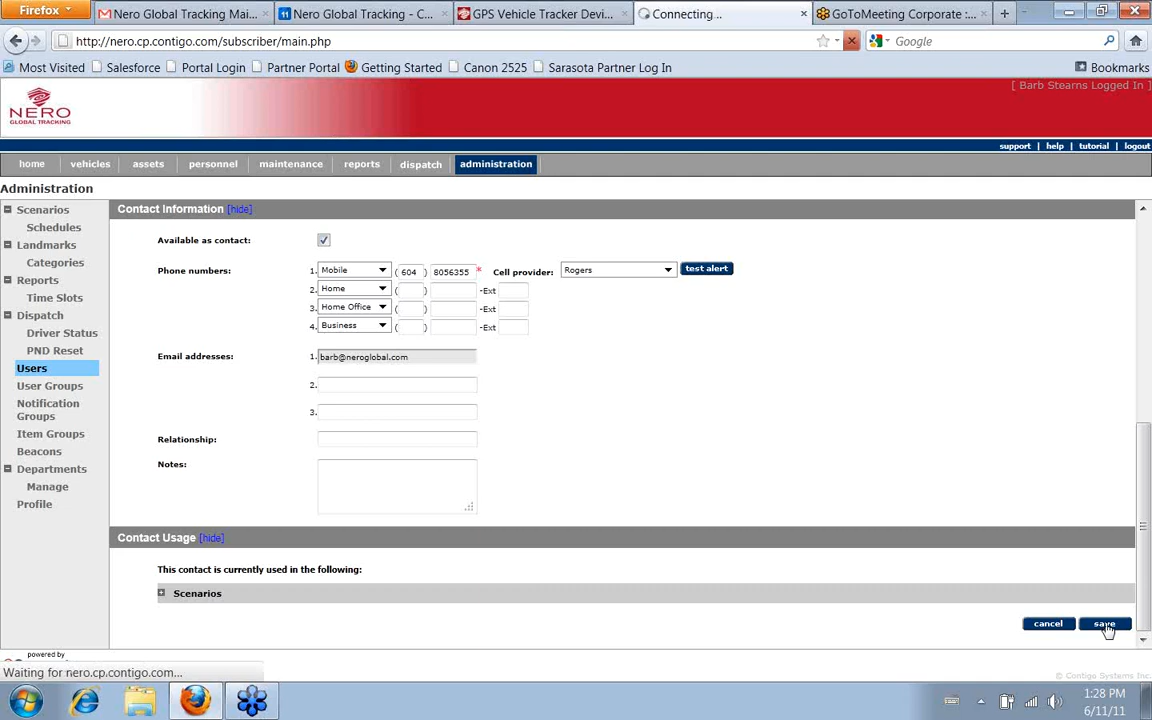 Firefox
Nero Global Tracking Mai...
Nero Global Tracking - C...
GPS Vehicle Tracker Devi...
Connecting...
GoToMeeting Corporate :...
http://nero.cp.contigo.com/subscriber/main.php
Google
Most Visited Salesforce Portal Login Partner Portal Getting Started Canon 2525 Sarasota Partner Log In Bookmarks
[ Barb Stearns Logged In ]
NERO
GLOBAL TRACKING
support | help | tutorial | logout
home vehicles assets personnel maintenance reports dispatch administration
Administration
Scenarios
Schedules
Landmarks
Categories
Reports
Time Slots
Dispatch
Driver Status
PND Reset
Users
User Groups
Notification
Groups
Item Groups
Beacons
Departments
Manage
Profile
Contact Information [hide]
Available as contact:
Phone numbers: 1. Mobile ( 604 ) 8056355 * Cell provider: Rogers test alert
2. Home ( ) -Ext
3. Home Office ( ) -Ext
4. Business ( ) -Ext
Email addresses: 1. barb@neroglobal.com
2.
3.
Relationship:
Notes:
Contact Usage [hide]
This contact is currently used in the following:
Scenarios
cancel save
powered by
Waiting for nero.cp.contigo.com...
© Contigo Systems Inc.
1:28 PM
6/11/11